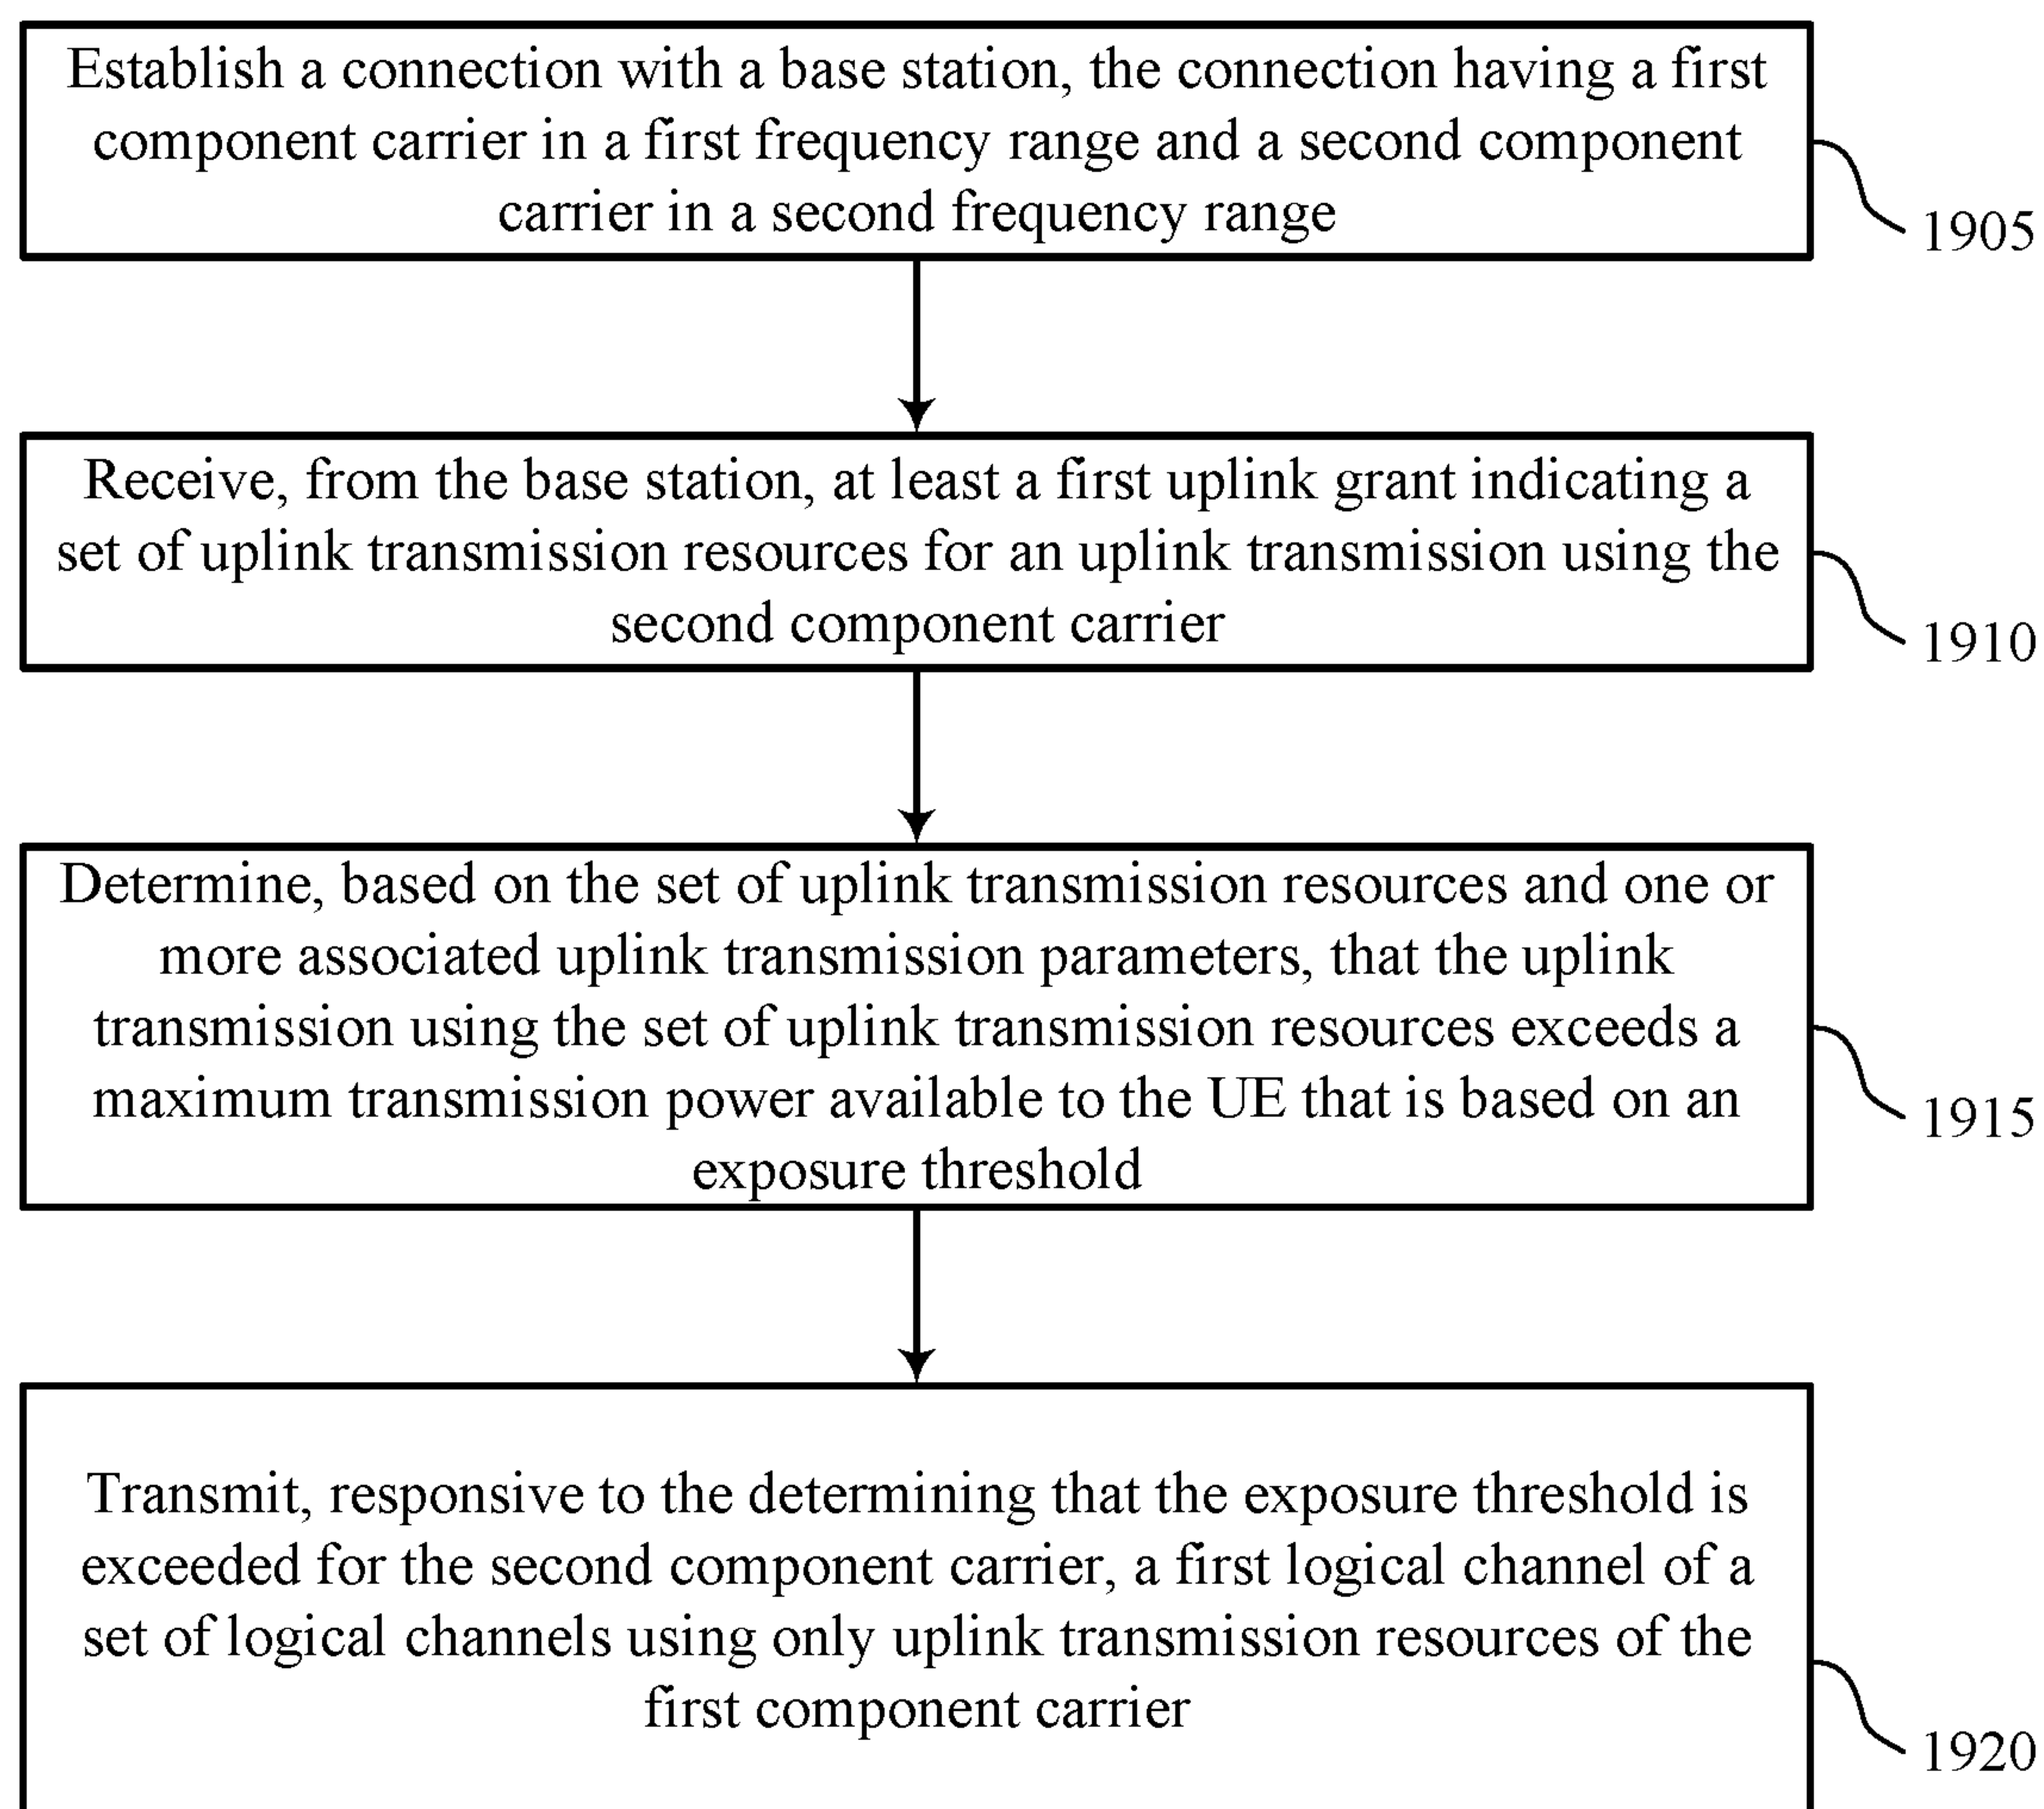 Establish a connection with a base station, the connection having a first
component carrier in a first frequency range and a second component
carrier in a second frequency range
1905
Receive, from the base station, at least a first uplink grant indicating a
set of uplink transmission resources for an uplink transmission using the
second component carrier
1910
Determine, based on the set of uplink transmission resources and one or
more associated uplink transmission parameters, that the uplink
transmission using the set of uplink transmission resources exceeds a
maximum transmission power available to the UE that is based on an
exposure threshold
1915
Transmit, responsive to the determining that the exposure threshold is
exceeded for the second component carrier, a first logical channel of a
set of logical channels using only uplink transmission resources of the
first component carrier
1920